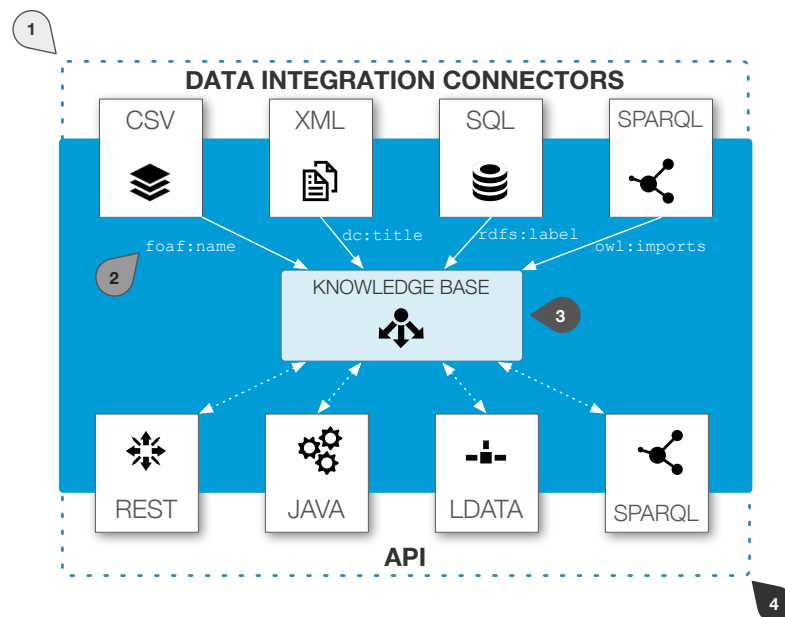 1
DATA INTEGRATION CONNECTORS
CSV XML SQL SPARQL
foaf:name dc:title rdfs:label owl:imports
2
KNOWLEDGE BASE
3
REST JAVA LDATA SPARQL
API
4